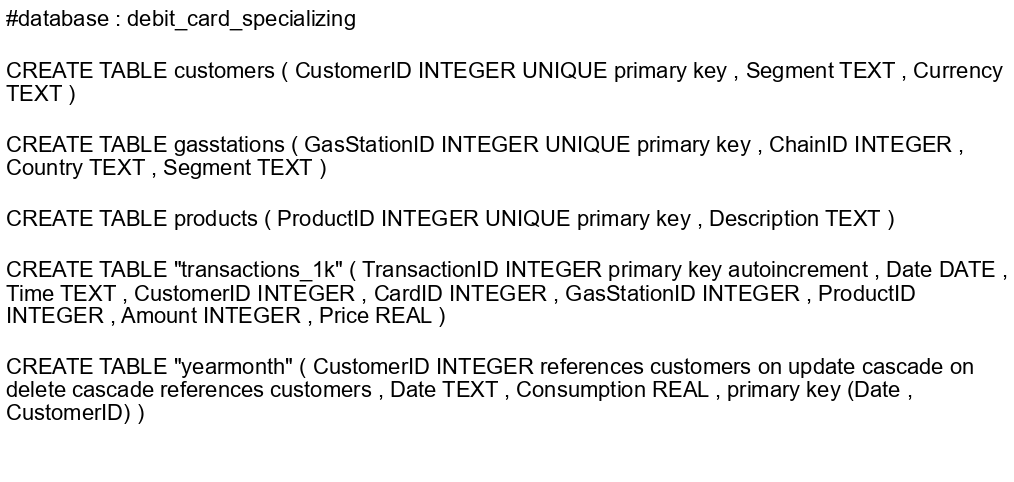 #database : debit_card_specializing
CREATE TABLE customers ( CustomerID INTEGER UNIQUE primary key , Segment TEXT , Currency
TEXT )
CREATE TABLE gasstations ( GasStationID INTEGER UNIQUE primary key , ChainID INTEGER ,
Country TEXT , Segment TEXT )
CREATE TABLE products ( ProductID INTEGER UNIQUE primary key , Description TEXT )
CREATE TABLE "transactions_1k" ( TransactionID INTEGER primary key autoincrement , Date DATE ,
Time TEXT , CustomerID INTEGER , CardID INTEGER , GasStationID INTEGER , ProductID
INTEGER , Amount INTEGER , Price REAL )
CREATE TABLE "yearmonth" ( CustomerID INTEGER references customers on update cascade on
delete cascade references customers , Date TEXT , Consumption REAL , primary key (Date ,
CustomerID) )